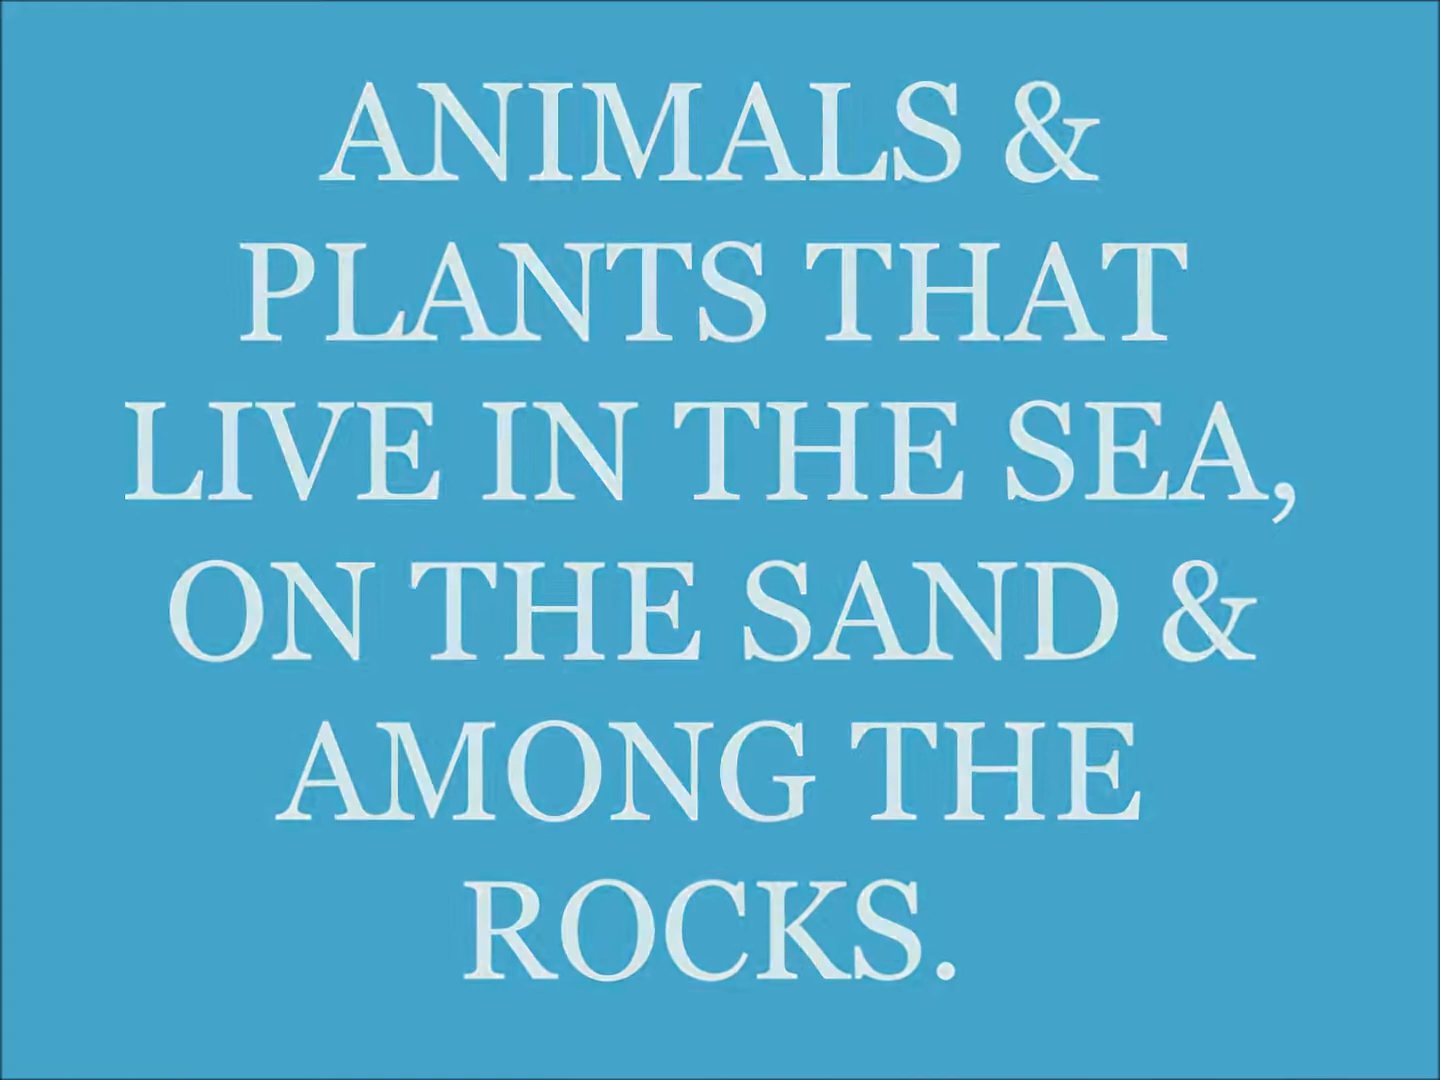 ANIMALS &
PLANTS THAT
LIVE IN THE SEA,
ON THE SAND &
AMONG THE
ROCKS.